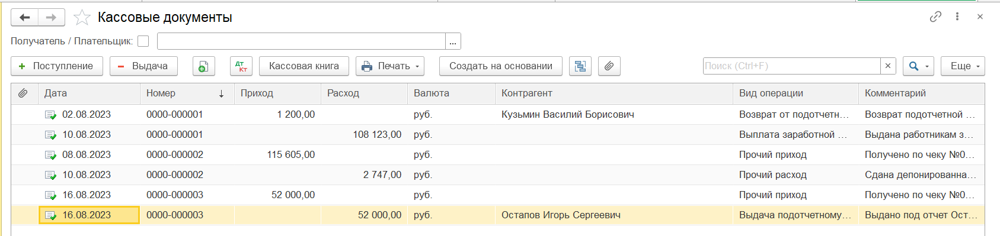 Кассовые документы
Получатель / Плательщик: ...
+ Поступление − Выдача Дт Кт Кассовая книга Печать Создать на основании Поиск (Ctrl+F) × Еще
Дата Номер ↓ Приход Расход Валюта Контрагент Вид операции Комментарий
02.08.2023 0000-000001 1 200,00 руб. Кузьмин Василий Борисович Возврат от подотчетн... Возврат подотчетной ...
10.08.2023 0000-000001 108 123,00 руб. Выплата заработной ... Выдана работникам з...
08.08.2023 0000-000002 115 605,00 руб. Прочий приход Получено по чеку №0...
10.08.2023 0000-000002 2 747,00 руб. Прочий расход Сдана депонированна...
16.08.2023 0000-000003 52 000,00 руб. Прочий приход Получено по чеку №0...
16.08.2023 0000-000003 52 000,00 руб. Остапов Игорь Сергеевич Выдача подотчетному... Выдано под отчет Ост...